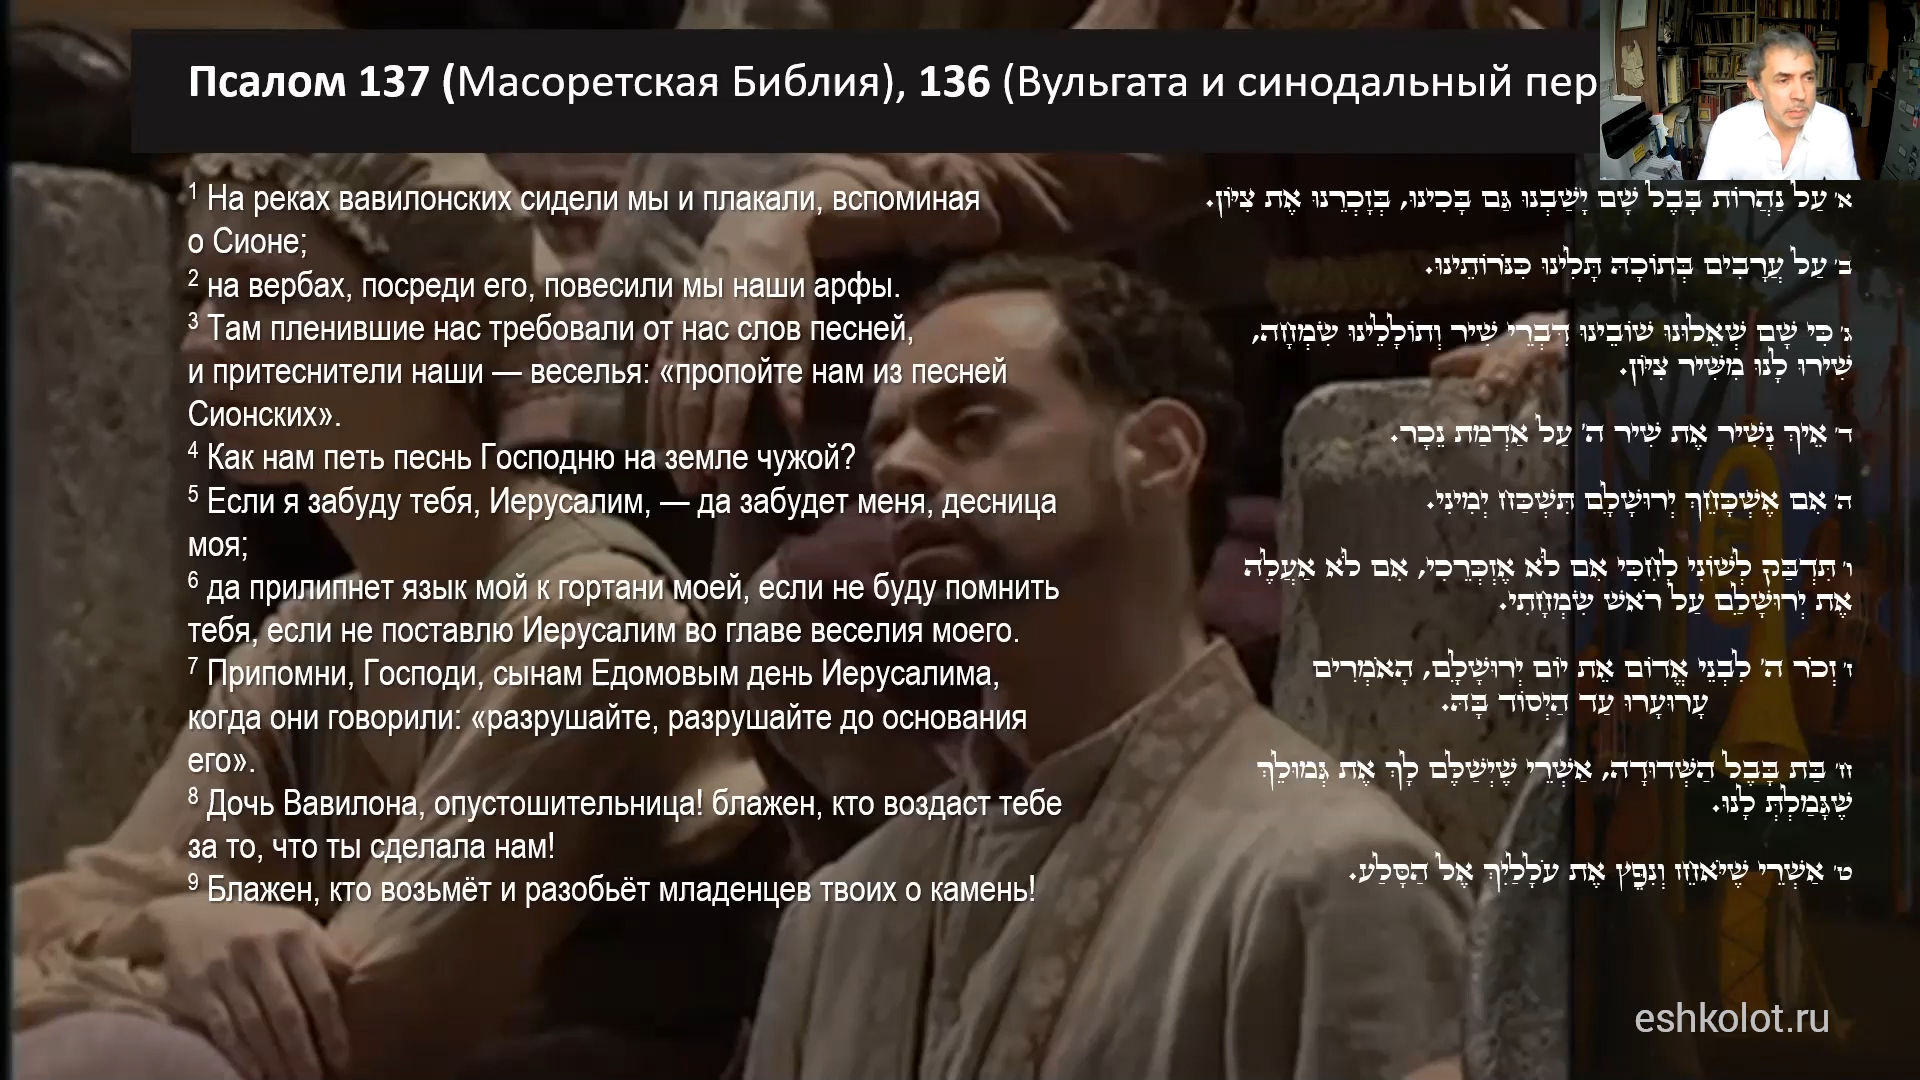 Псалом 137 (Масоретская Библия), 136 (Вульгата и синодальный пер
1 На реках вавилонских сидели мы и плакали, вспоминая
о Сионе;
2 на вербах, посреди его, повесили мы наши арфы.
3 Там пленившие нас требовали от нас слов песней,
и притеснители наши — веселья: «пропойте нам из песней
Сионских».
4 Как нам петь песнь Господню на земле чужой?
5 Если я забуду тебя, Иерусалим, — да забудет меня, десница
моя;
6 да прилипнет язык мой к гортани моей, если не буду помнить
тебя, если не поставлю Иерусалим во главе веселия моего.
7 Припомни, Господи, сынам Едомовым день Иерусалима,
когда они говорили: «разрушайте, разрушайте до основания
его».
8 Дочь Вавилона, опустошительница! блажен, кто воздаст тебе
за то, что ты сделала нам!
9 Блажен, кто возьмёт и разобьёт младенцев твоих о камень!
א׳ עַל נַהֲרוֹת בָּבֶל שָׁם יָשַׁבְנוּ גַּם בָּכִינוּ, בְּזָכְרֵנוּ אֶת צִיּוֹן.
ב׳ עַל עֲרָבִים בְּתוֹכָהּ תָּלִינוּ כִּנֹּרוֹתֵינוּ.
ג׳ כִּי שָׁם שְׁאֵלוּנוּ שׁוֹבֵינוּ דִּבְרֵי שִׁיר וְתוֹלָלֵינוּ שִׂמְחָה,
שִׁירוּ לָנוּ מִשִּׁיר צִיּוֹן.
ד׳ אֵיךְ נָשִׁיר אֶת שִׁיר ה׳ עַל אַדְמַת נֵכָר.
ה׳ אִם אֶשְׁכָּחֵךְ יְרוּשָׁלִָם תִּשְׁכַּח יְמִינִי.
ו׳ תִּדְבַּק לְשׁוֹנִי לְחִכִּי אִם לֹא אֶזְכְּרֵכִי, אִם לֹא אַעֲלֶה
אֶת יְרוּשָׁלִַם עַל רֹאשׁ שִׂמְחָתִי.
ז׳ זְכֹר ה׳ לִבְנֵי אֱדוֹם אֵת יוֹם יְרוּשָׁלִָם, הָאֹמְרִים
עָרוּ עָרוּ עַד הַיְסוֹד בָּהּ.
ח׳ בַּת בָּבֶל הַשְּׁדוּדָה, אַשְׁרֵי שֶׁיְשַׁלֶּם לָךְ אֶת גְּמוּלֵךְ
שֶׁגָּמַלְתְּ לָנוּ.
ט׳ אַשְׁרֵי שֶׁיֹּאחֵז וְנִפֵּץ אֶת עֹלָלַיִךְ אֶל הַסָּלַע.
eshkolot.ru